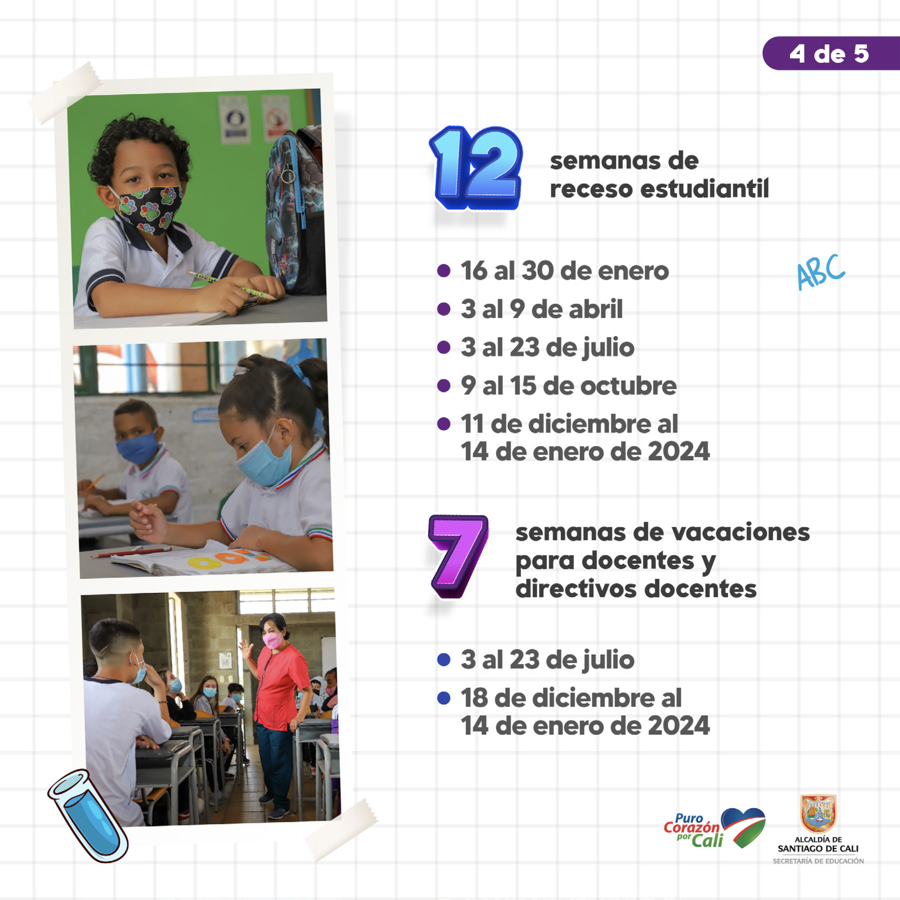 4 de 5
12
semanas de
receso estudiantil
16 al 30 de enero
ABC
3 al 9 de abril
3 al 23 de julio
9 al 15 de octubre
11 de diciembre al
14 de enero de 2024
7
semanas de vacaciones
para docentes y
directivos docentes
3 al 23 de julio
18 de diciembre al
14 de enero de 2024
Puro
Corazón
por Cali
ALCALDÍA DE
SANTIAGO DE CALI
SECRETARÍA DE EDUCACIÓN